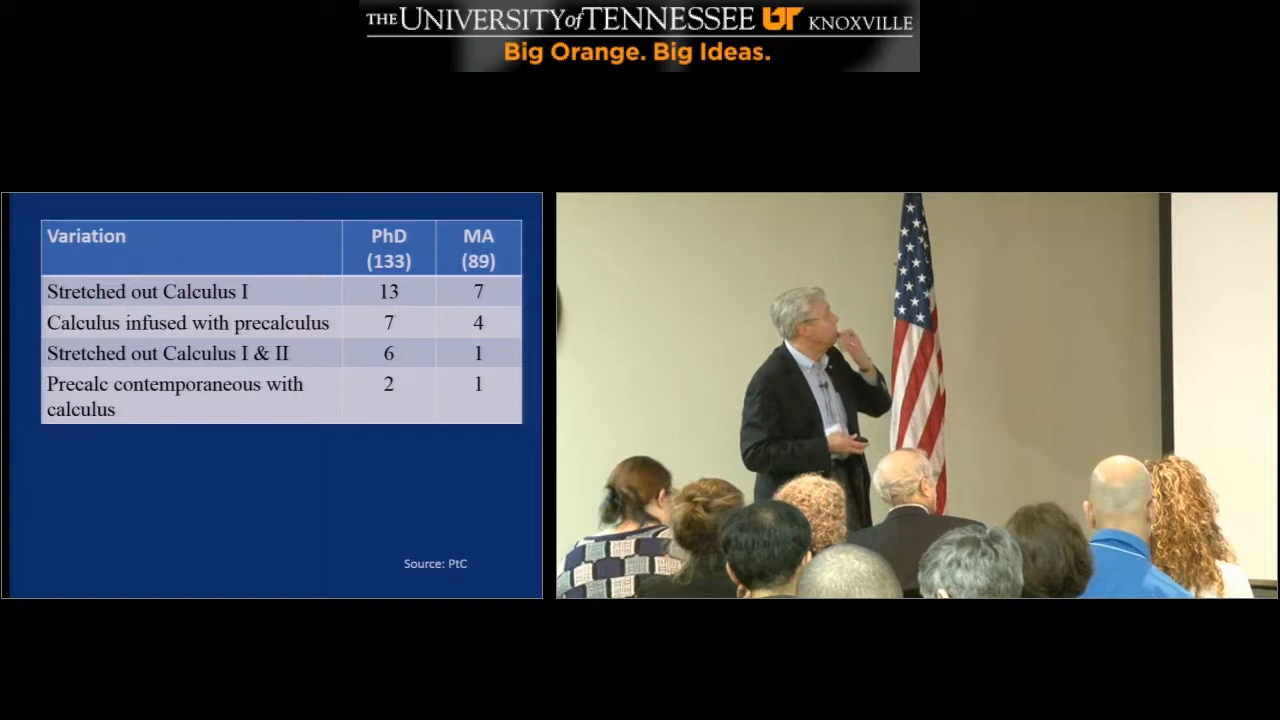 THE UNIVERSITY of TENNESSEE UT KNOXVILLE
Big Orange. Big Ideas.
Variation PhD MA
(133) (89)
Stretched out Calculus I 13 7
Calculus infused with precalculus 7 4
Stretched out Calculus I & II 6 1
Precalc contemporaneous with 2 1
calculus
Source: PtC